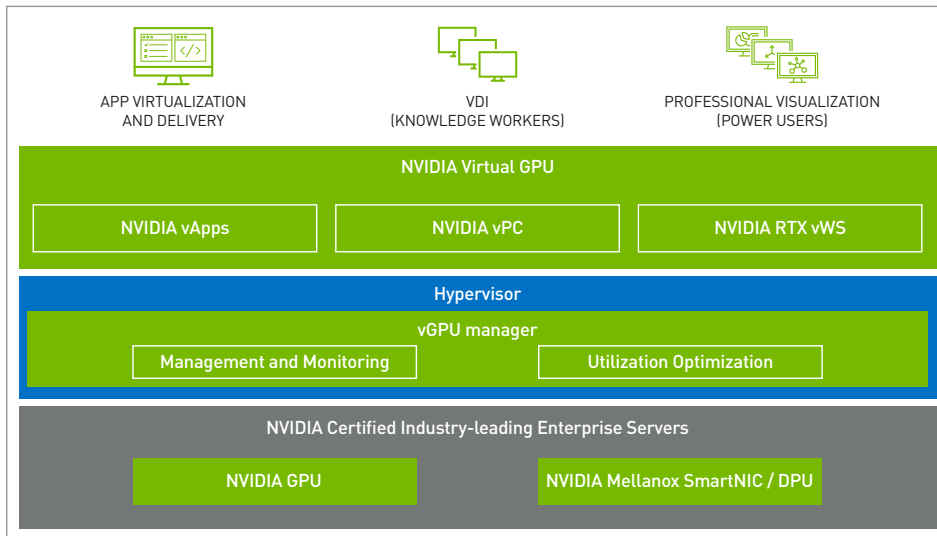 </>
APP VIRTUALIZATION
AND DELIVERY
VDI
(KNOWLEDGE WORKERS)
PROFESSIONAL VISUALIZATION
(POWER USERS)
NVIDIA Virtual GPU
NVIDIA vApps
NVIDIA vPC
NVIDIA RTX vWS
Hypervisor
vGPU manager
Management and Monitoring
Utilization Optimization
NVIDIA Certified Industry-leading Enterprise Servers
NVIDIA GPU
NVIDIA Mellanox SmartNIC / DPU